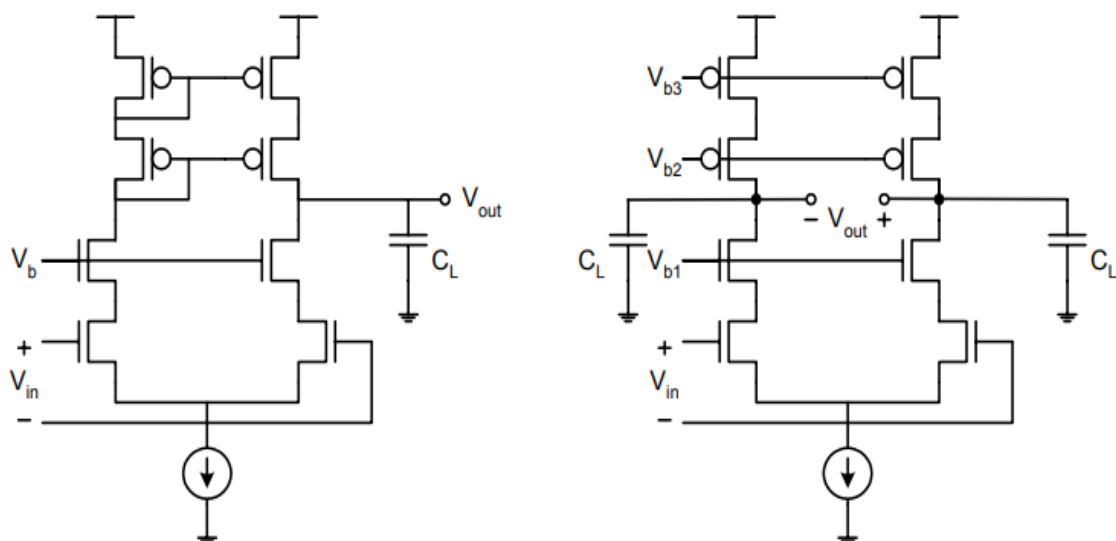 V_out
V_b
C_L
+
V_in
−
V_b3
V_b2
− V_out +
C_L
V_b1
C_L
+
V_in
−